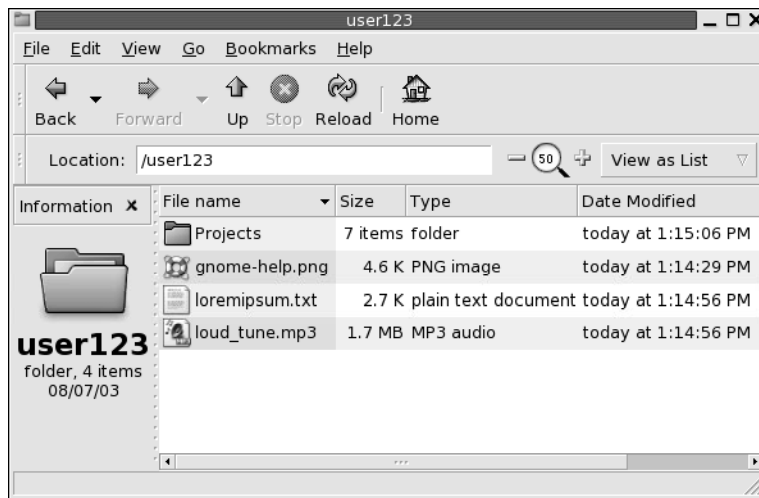 user123
File Edit View Go Bookmarks Help
Back Forward Up Stop Reload Home
Location: /user123 50 View as List
Information File name Size Type Date Modified
Projects 7 items folder today at 1:15:06 PM
gnome-help.png 4.6 K PNG image today at 1:14:29 PM
loremipsum.txt 2.7 K plain text document today at 1:14:56 PM
loud_tune.mp3 1.7 MB MP3 audio today at 1:14:56 PM
user123
folder, 4 items
08/07/03